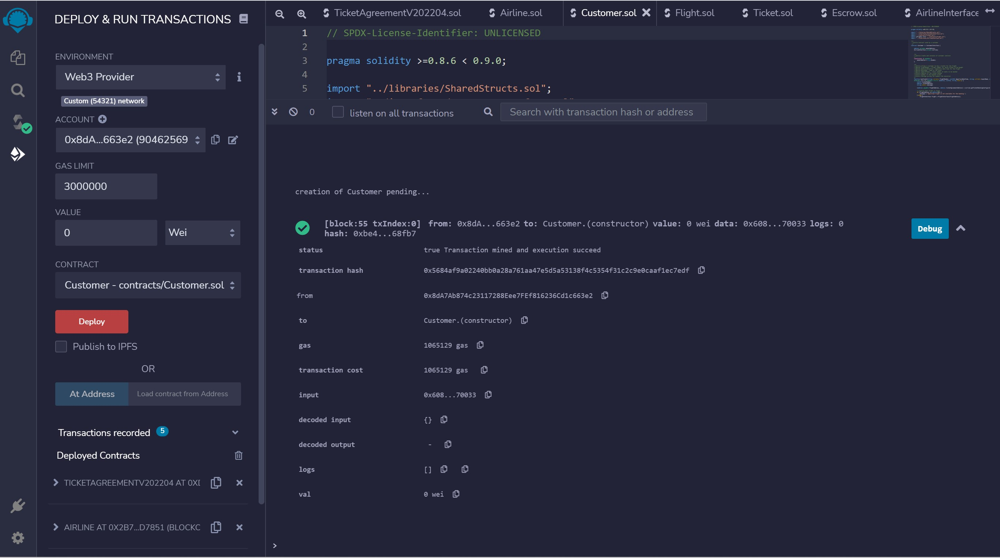 DEPLOY & RUN TRANSACTIONS
ENVIRONMENT
Web3 Provider
Custom (54321) network
ACCOUNT
0x8dA...663e2 (90462569
GAS LIMIT
3000000
VALUE
0
Wei
CONTRACT
Customer - contracts/Customer.sol
Deploy
Publish to IPFS
OR
At Address
Load contract from Address
Transactions recorded 5
Deployed Contracts
TICKETAGREEMENTV202204 AT 0X
AIRLINE AT 0X2B7...D7851 (BLOCKC
TicketAgreementV202204.sol
Airline.sol
Customer.sol
Flight.sol
Ticket.sol
Escrow.sol
AirlineInterface
1 // SPDX-License-Identifier: UNLICENSED
2
3 pragma solidity >=0.8.6 < 0.9.0;
4
5 import "../libraries/SharedStructs.sol";
0
listen on all transactions
Search with transaction hash or address
creation of Customer pending...
[block:55 txIndex:0] from: 0x8dA...663e2 to: Customer.(constructor) value: 0 wei data: 0x608...70033 logs: 0
hash: 0xbe4...68fb7
Debug
status true Transaction mined and execution succeed
transaction hash 0x5684af9a02240bb0a28a761aa47e5d5a53138f4c5354f31c2c9e0caaf1ec7edf
from 0x8dA7Ab874c23117288Eee7FEf816236Cd1c663e2
to Customer.(constructor)
gas 1065129 gas
transaction cost 1065129 gas
input 0x608...70033
decoded input {}
decoded output -
logs []
val 0 wei
>